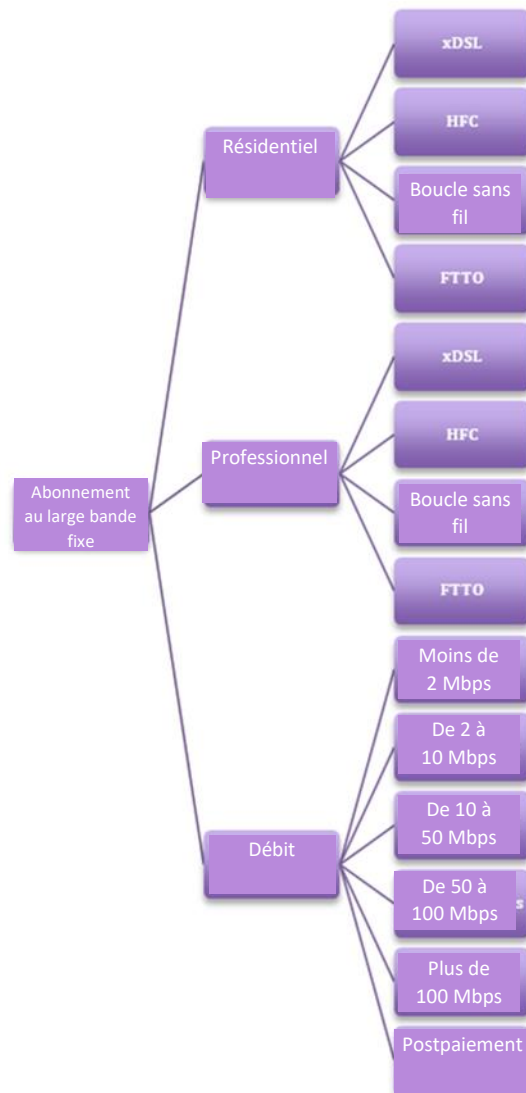 Abonnement
au large bande
fixe
Résidentiel
xDSL
HFC
Boucle sans
fil
FTTO
Professionnel
xDSL
HFC
Boucle sans
fil
FTTO
Débit
Moins de
2 Mbps
De 2 à
10 Mbps
De 10 à
50 Mbps
De 50 à
100 Mbps
Plus de
100 Mbps
Postpaiement